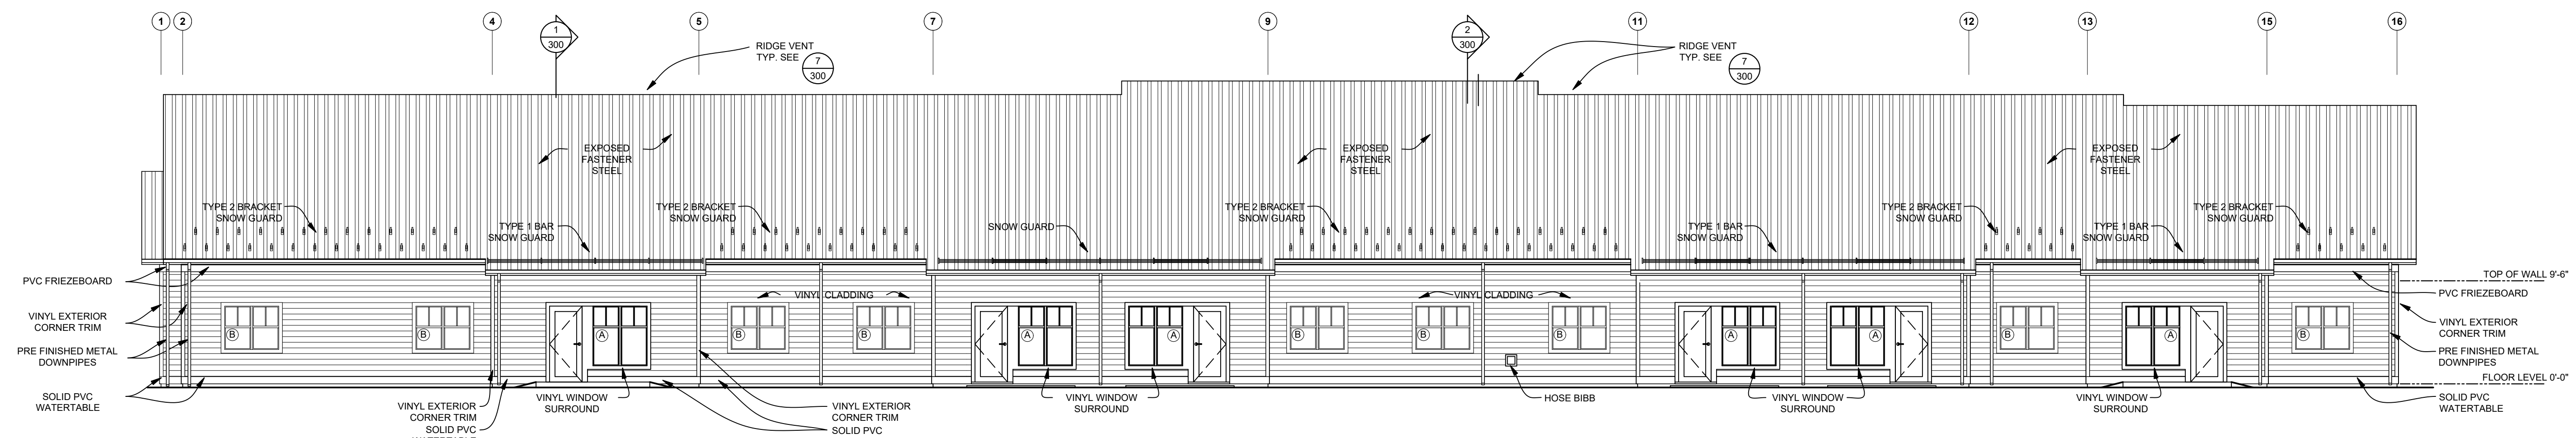 1
2
4
5
7
9
11
12
13
15
16
1
300
2
300
RIDGE VENT
TYP. SEE
7
300
RIDGE VENT
TYP. SEE
7
300
EXPOSED
FASTENER
STEEL
EXPOSED
FASTENER
STEEL
EXPOSED
FASTENER
STEEL
TYPE 2 BRACKET
SNOW GUARD
TYPE 1 BAR
SNOW GUARD
TYPE 2 BRACKET
SNOW GUARD
SNOW GUARD
TYPE 2 BRACKET
SNOW GUARD
TYPE 1 BAR
SNOW GUARD
TYPE 2 BRACKET
SNOW GUARD
TYPE 1 BAR
SNOW GUARD
TYPE 2 BRACKET
SNOW GUARD
PVC FRIEZEBOARD
VINYL EXTERIOR
CORNER TRIM
PRE FINISHED METAL
DOWNPIPES
SOLID PVC
WATERTABLE
VINYL CLADDING
VINYL CLADDING
B
B
A
B
B
A
A
B
B
B
A
A
B
A
B
TOP OF WALL 9'-6"
PVC FRIEZEBOARD
VINYL EXTERIOR
CORNER TRIM
PRE FINISHED METAL
DOWNPIPES
FLOOR LEVEL 0'-0"
SOLID PVC
WATERTABLE
VINYL EXTERIOR
CORNER TRIM
SOLID PVC
WATERTABLE
VINYL WINDOW
SURROUND
VINYL EXTERIOR
CORNER TRIM
SOLID PVC
VINYL WINDOW
SURROUND
HOSE BIBB
VINYL WINDOW
SURROUND
VINYL WINDOW
SURROUND